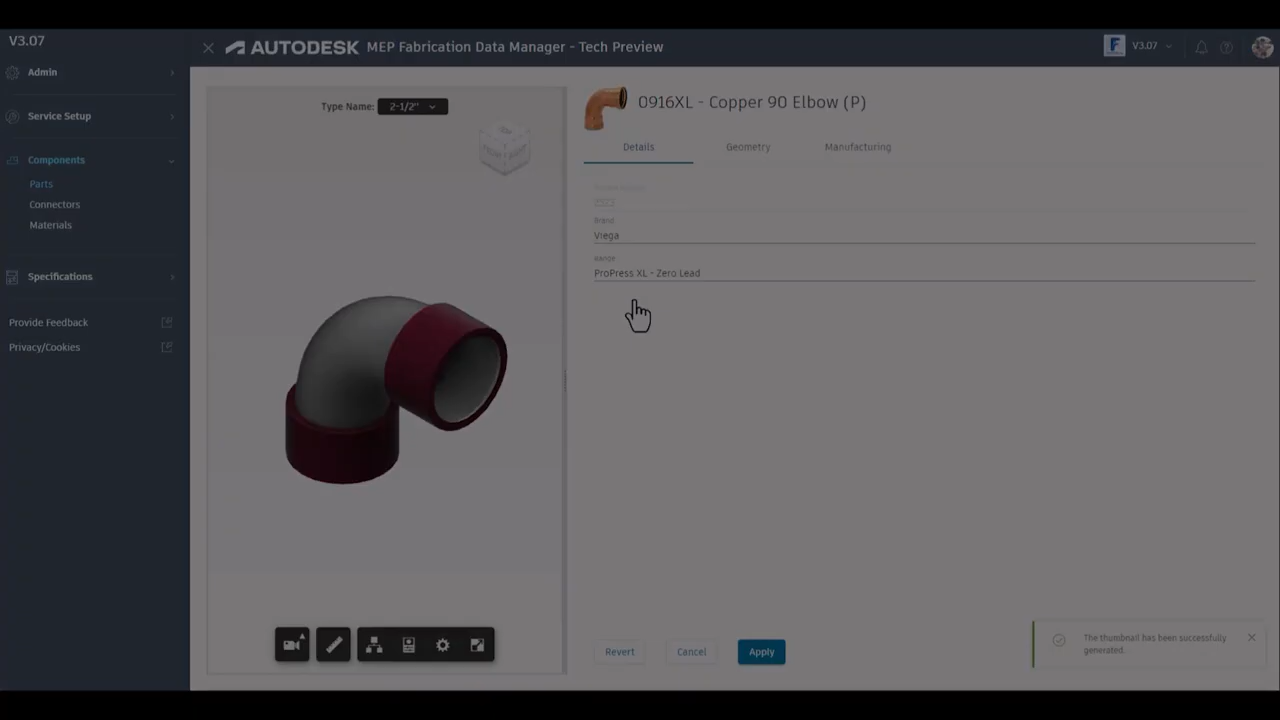 V3.07
Admin
Service Setup
Components
Parts
Connectors
Materials
Specifications
Provide Feedback
Privacy/Cookies
AUTODESK MEP Fabrication Data Manager - Tech Preview
V3.07
Type Name: 2-1/2"
0916XL - Copper 90 Elbow (P)
Details Geometry Manufacturing
Brand
Viega
Range
ProPress XL - Zero Lead
Revert Cancel Apply
The thumbnail has been successfully
generated.